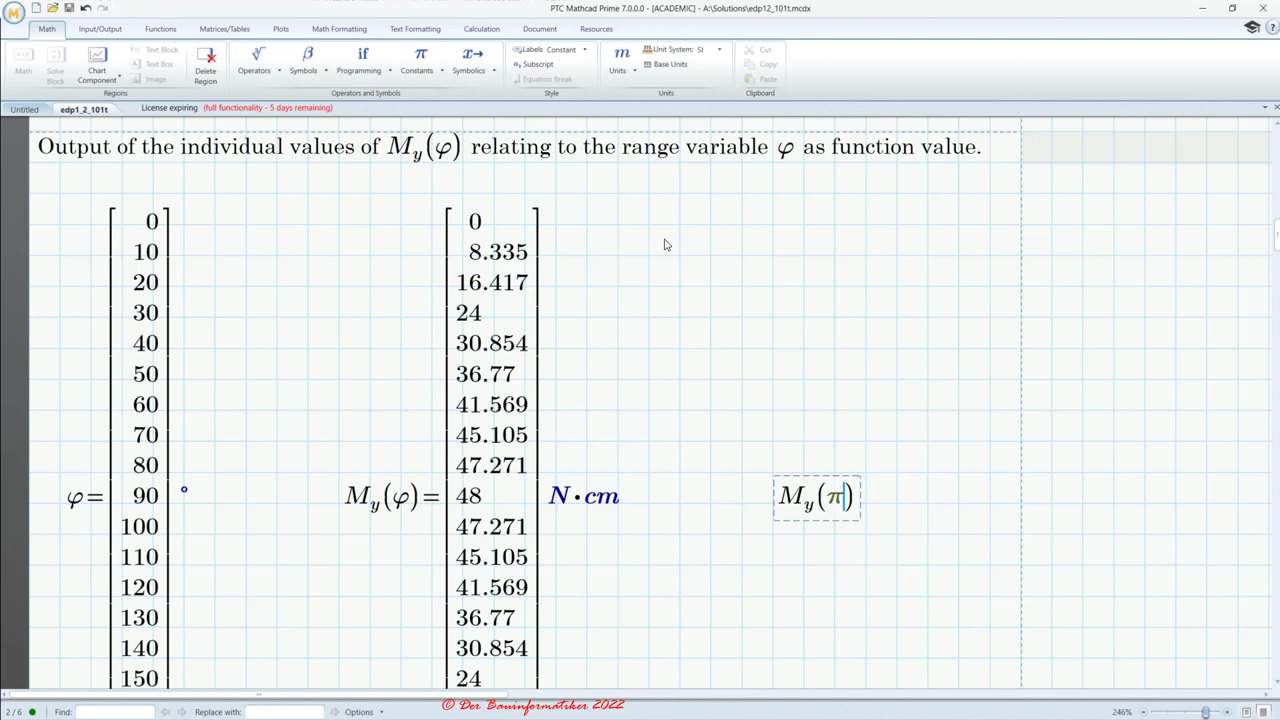 PTC Mathcad Prime 7.0.0.0 - [ACADEMIC] - A:\Solutions\edp12_101t.mcdx
Math Input/Output Functions Matrices/Tables Plots Math Formatting Text Formatting Calculation Document Resources
Math
Solve Block
Chart Component
Text Block
Text Box
Image
Delete Region
Operators
Symbols
Programming
Constants
Symbolics
Labels Constant
Subscript
Equation Break
Units
Unit System: SI
Base Units
Cut
Copy
Paste
Regions Operators and Symbols Style Units Clipboard
Untitled edp1_2_101t License expiring (full functionality - 5 days remaining)
Output of the individual values of M_y(φ) relating to the range variable φ as function value.
0 0
10 8.335
20 16.417
30 24
40 30.854
50 36.77
60 41.569
70 45.105
80 47.271
φ= 90 ° M_y(φ)= 48 N·cm M_y(π)
100 47.271
110 45.105
120 41.569
130 36.77
140 30.854
150 24
© Der Bauinformatiker 2022
2 / 6 Find: Replace with: Options 246%